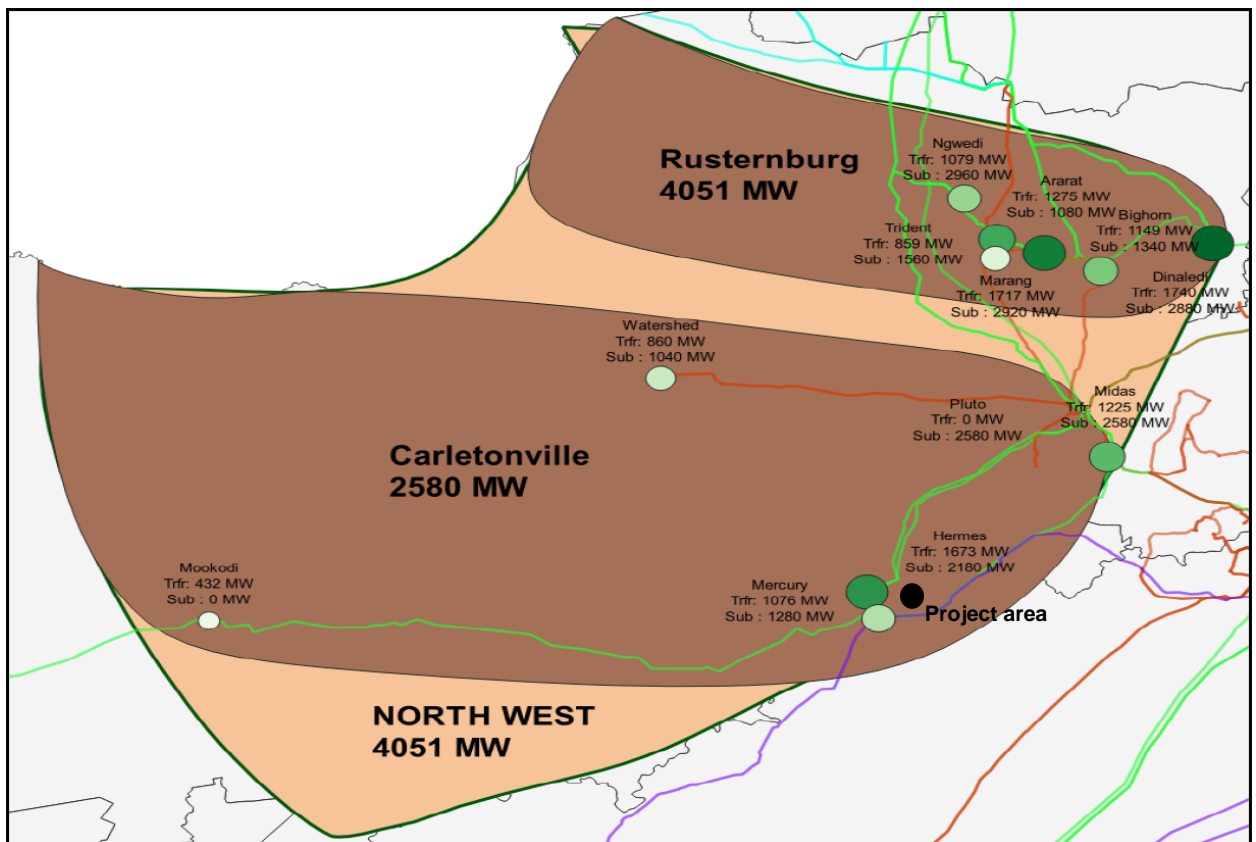 Rusternburg
4051 MW
Ngwedi
Trfr: 1079 MW
Sub : 2960 MW
Ararat
Trfr: 1275 MW
Sub : 1080 MW
Bighorn
Trfr: 1149 MW
Sub : 1340 MW
Trident
Trfr: 859 MW
Sub : 1560 MW
Marang
Trfr: 1717 MW
Sub : 2920 MW
Dinaledi
Trfr: 1740 MW
Sub : 2880 MW
Watershed
Trfr: 860 MW
Sub : 1040 MW
Midas
Trfr: 1225 MW
Sub : 2580 MW
Pluto
Trfr: 0 MW
Sub : 2580 MW
Carletonville
2580 MW
Hermes
Trfr: 1673 MW
Sub : 2180 MW
Mookodi
Trfr: 432 MW
Sub : 0 MW
Mercury
Trfr: 1076 MW
Sub : 1280 MW
Project area
NORTH WEST
4051 MW